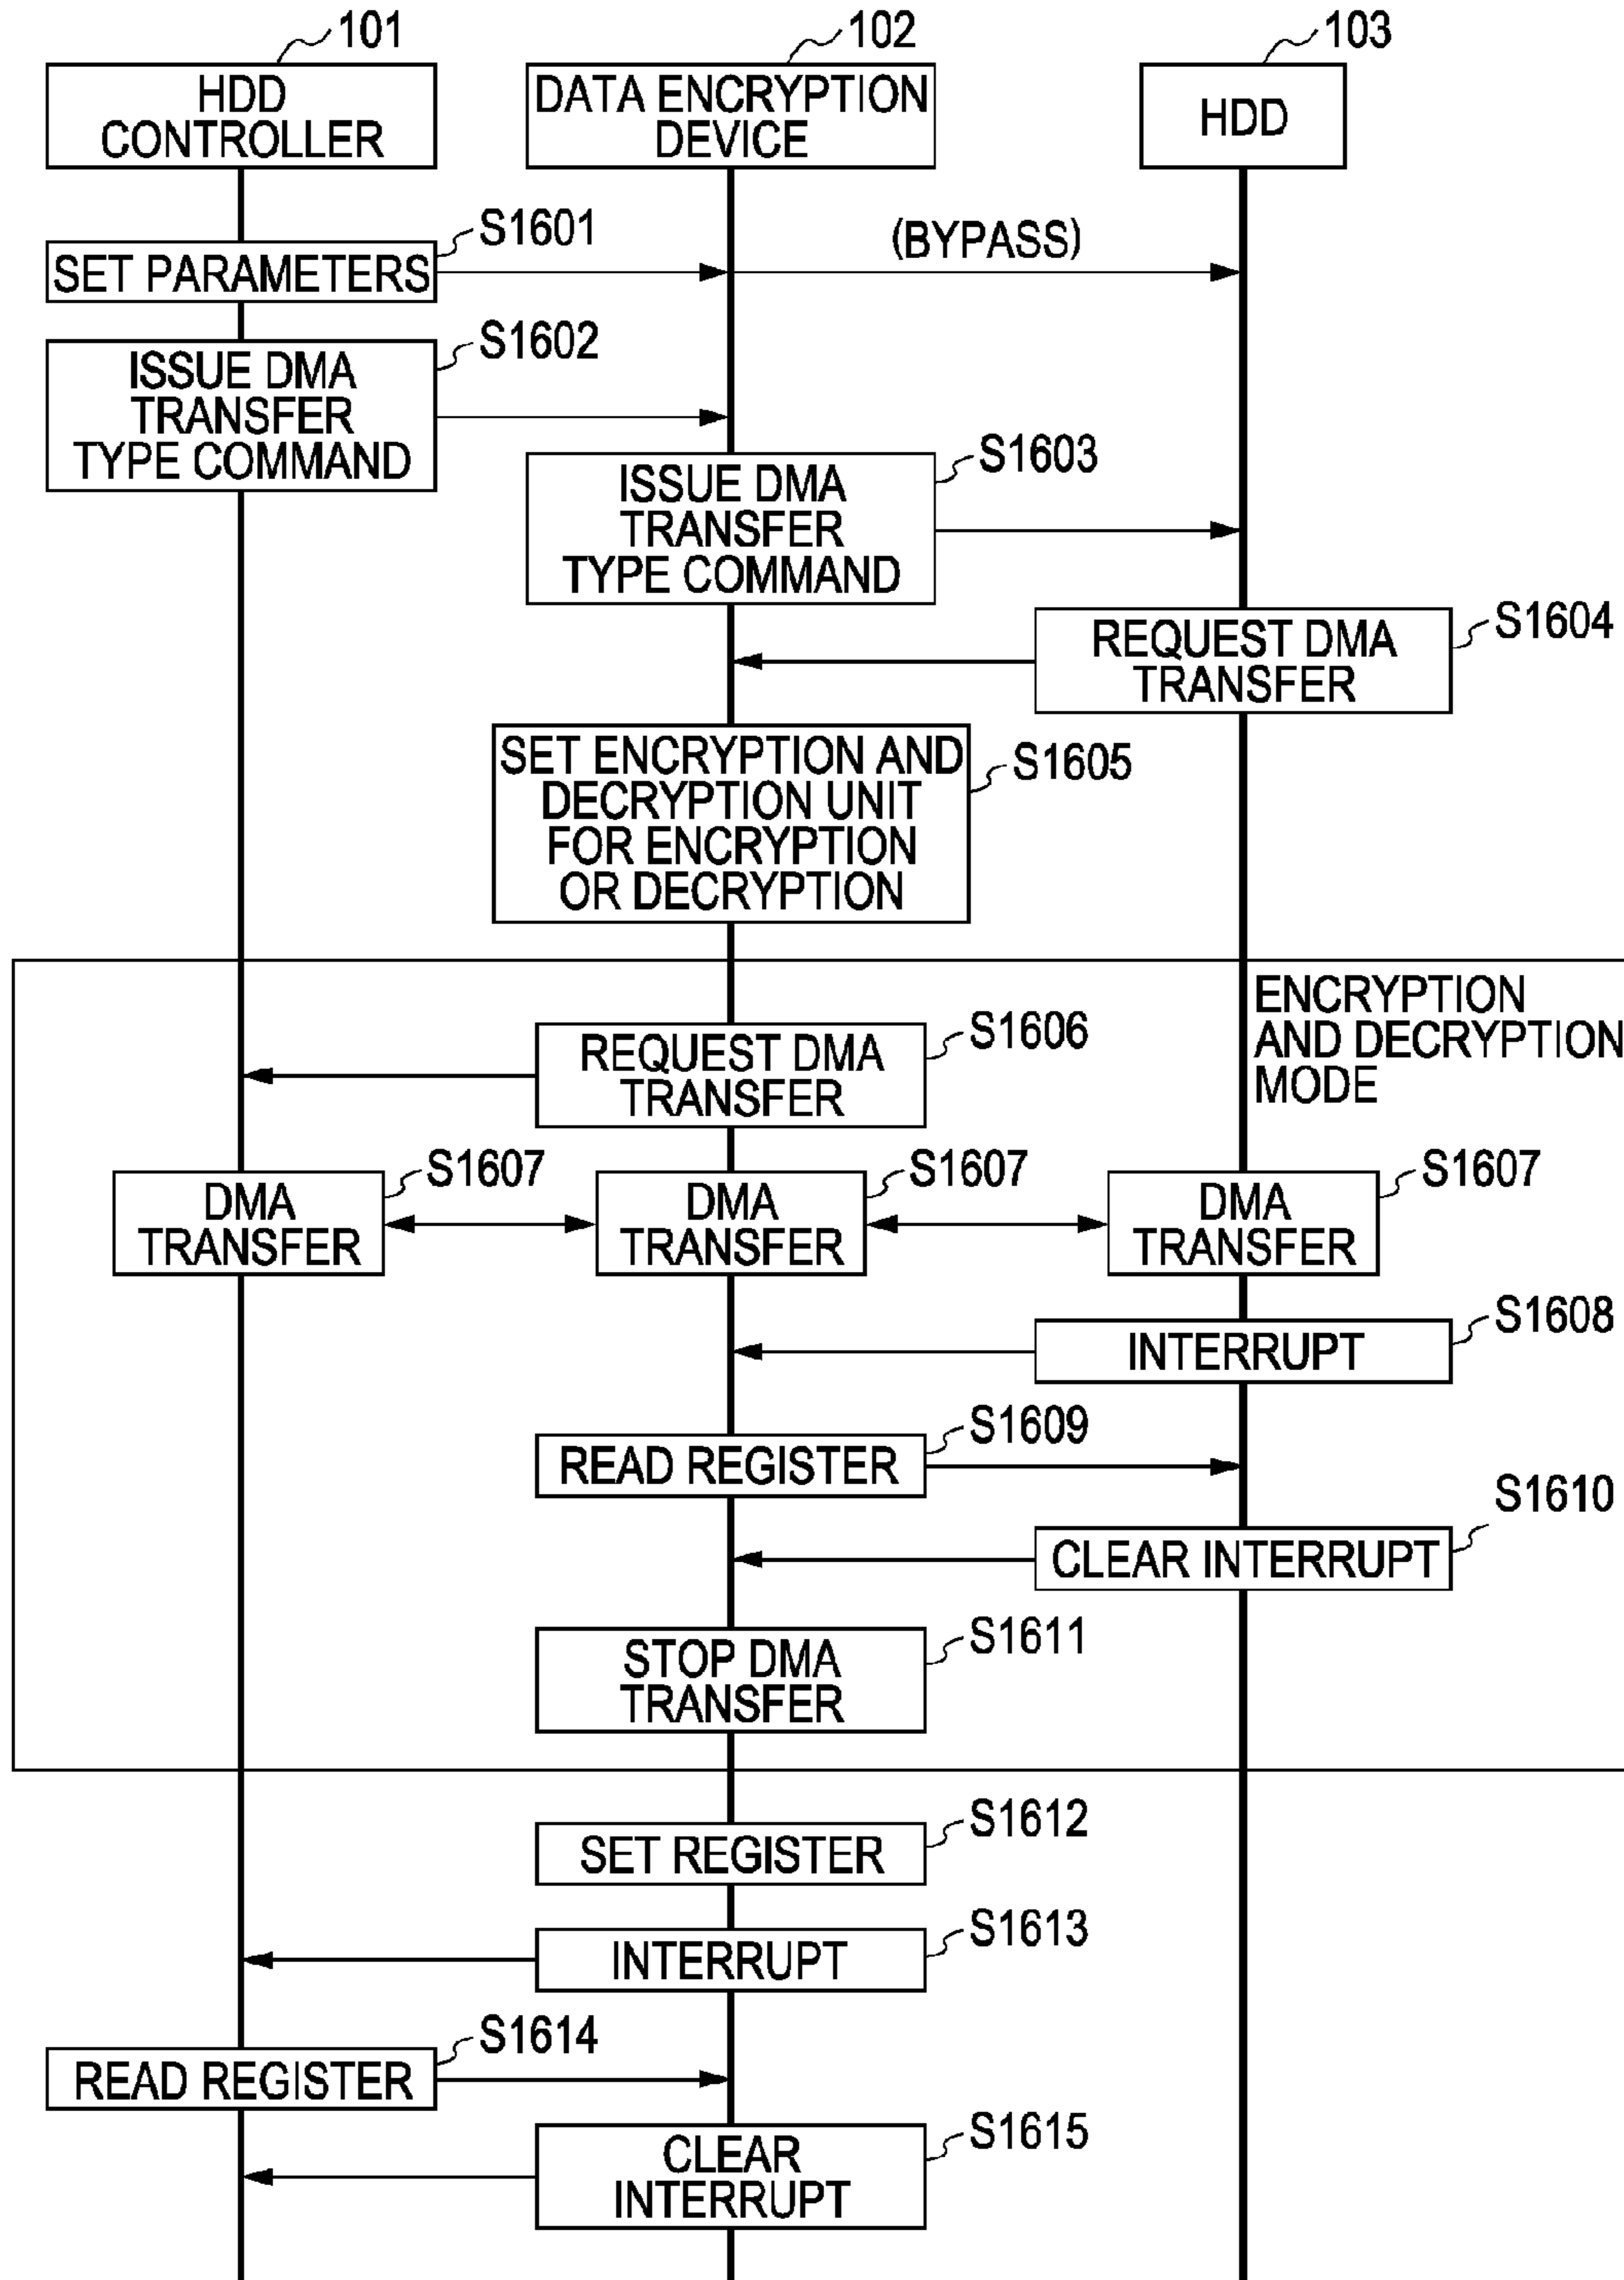 101
102
103
HDD
CONTROLLER
DATA ENCRYPTION
DEVICE
HDD
S1601
SET PARAMETERS
(BYPASS)
S1602
ISSUE DMA
TRANSFER
TYPE COMMAND
S1603
ISSUE DMA
TRANSFER
TYPE COMMAND
S1604
REQUEST DMA
TRANSFER
S1605
SET ENCRYPTION AND
DECRYPTION UNIT
FOR ENCRYPTION
OR DECRYPTION
ENCRYPTION
AND DECRYPTION
MODE
S1606
REQUEST DMA
TRANSFER
S1607
DMA
TRANSFER
S1607
DMA
TRANSFER
S1607
DMA
TRANSFER
S1608
INTERRUPT
S1609
READ REGISTER
S1610
CLEAR INTERRUPT
S1611
STOP DMA
TRANSFER
S1612
SET REGISTER
S1613
INTERRUPT
S1614
READ REGISTER
S1615
CLEAR
INTERRUPT